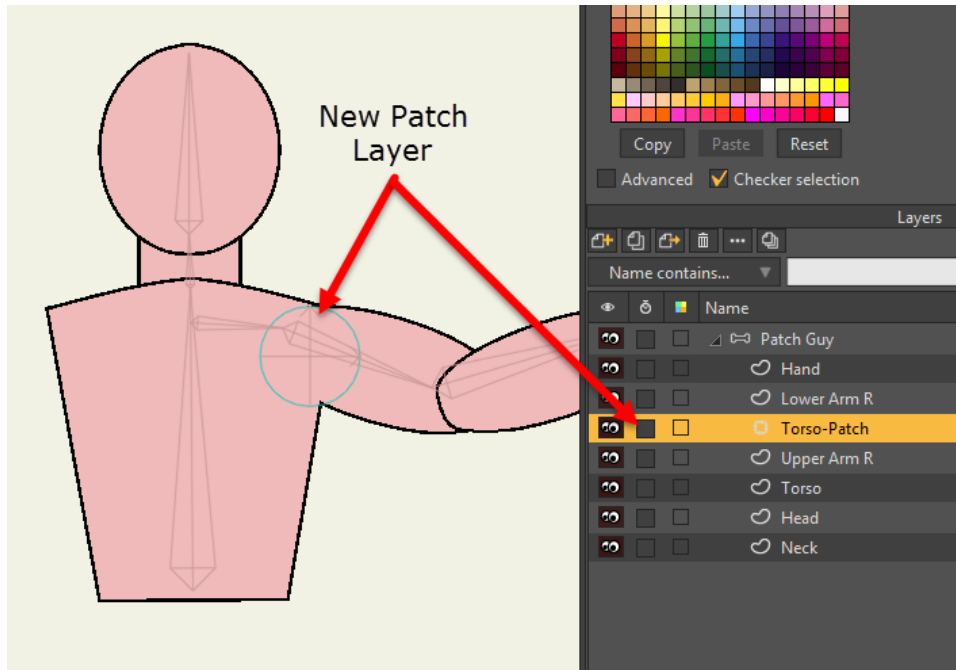 New Patch
Layer
Copy
Paste
Reset
Advanced
Checker selection
Layers
Name contains...
Name
Patch Guy
Hand
Lower Arm R
Torso-Patch
Upper Arm R
Torso
Head
Neck